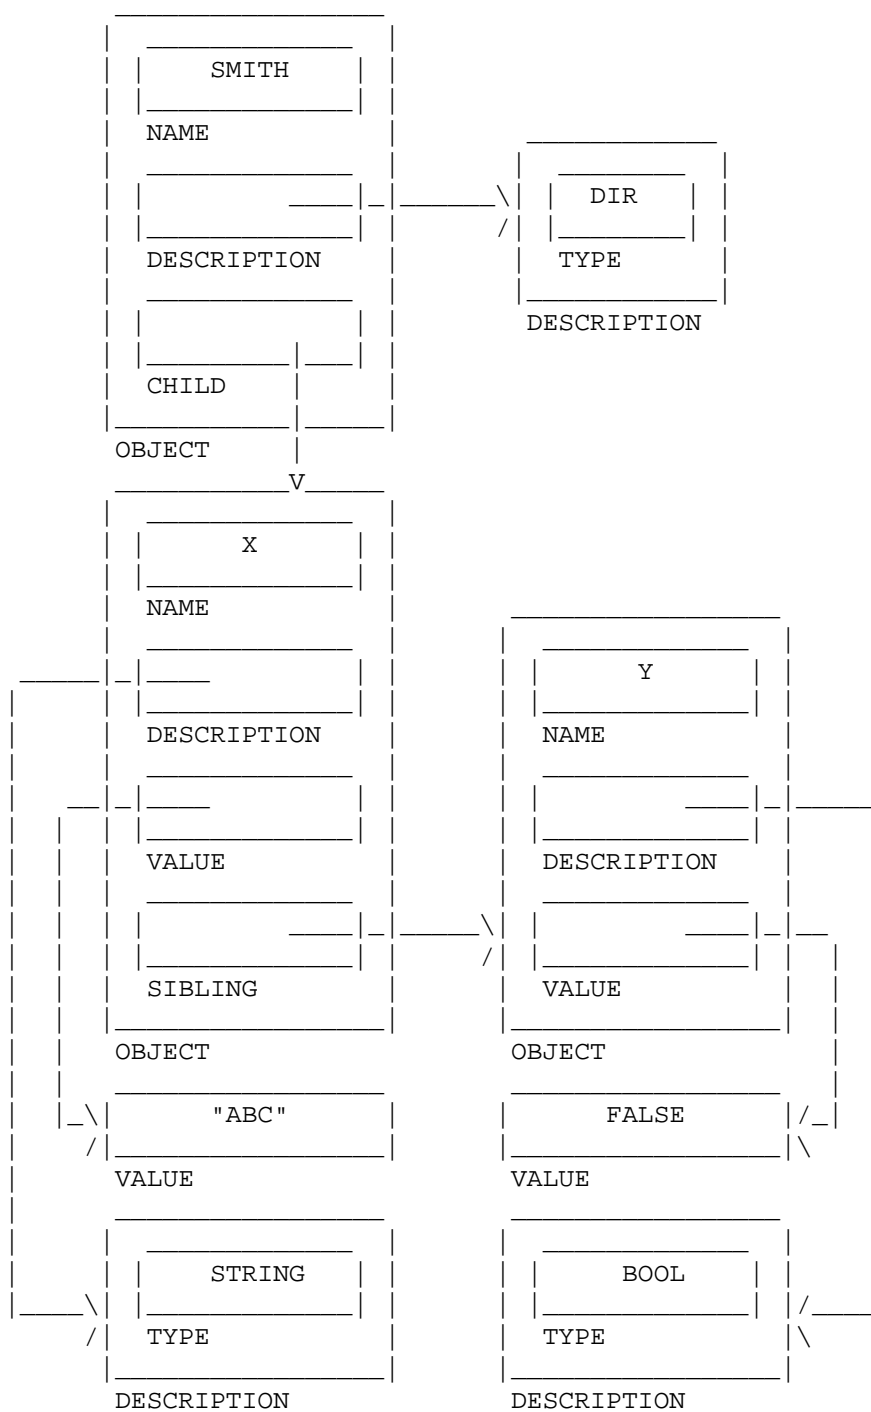 SMITH
NAME
DIR
DESCRIPTION TYPE
DESCRIPTION
CHILD
OBJECT
X
NAME
Y
DESCRIPTION NAME
VALUE DESCRIPTION
SIBLING VALUE
OBJECT OBJECT
"ABC" FALSE
VALUE VALUE
STRING BOOL
TYPE TYPE
DESCRIPTION DESCRIPTION